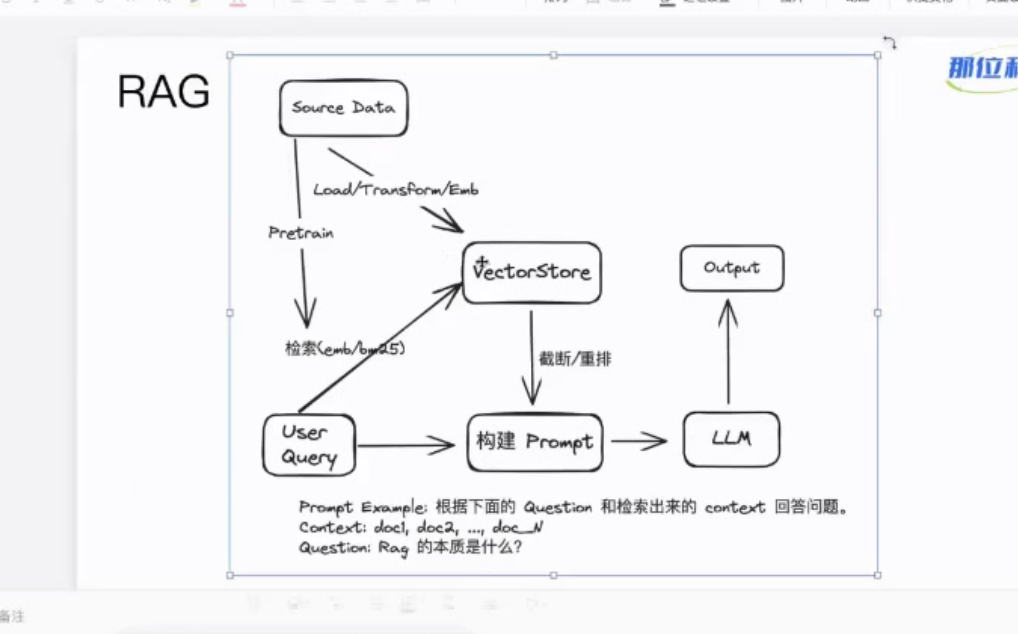 RAG
那位科
Source Data
Load/Transform/Emb
Pretrain
VectorStore
Output
检索(emb/bm25)
截断/重排
User
Query
构建 Prompt
LLM
Prompt Example: 根据下面的 Question 和检索出来的 context 回答问题。
Context: doc1, doc2, ..., doc_N
Question: Rag 的本质是什么?
备注